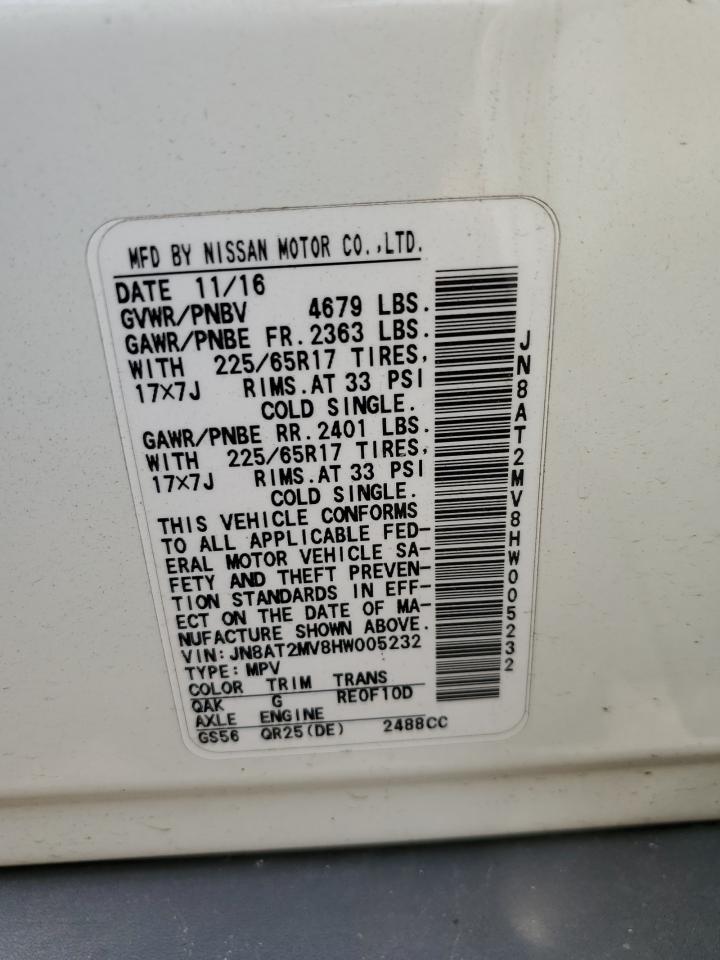 MFD BY NISSAN MOTOR CO.,LTD.
DATE 11/16
GVWR/PNBV 4679 LBS.
GAWR/PNBE FR.2363 LBS.
WITH 225/65R17 TIRES,
17×7J RIMS.AT 33 PSI
COLD SINGLE.
GAWR/PNBE RR.2401 LBS.
WITH 225/65R17 TIRES,
17×7J RIMS.AT 33 PSI
COLD SINGLE.
THIS VEHICLE CONFORMS
TO ALL APPLICABLE FED-
ERAL MOTOR VEHICLE SA-
FETY AND THEFT PREVEN-
TION STANDARDS IN EFF-
ECT ON THE DATE OF MA-
NUFACTURE SHOWN ABOVE.
VIN: JN8AT2MV8HW005232
TYPE: MPV
COLOR TRIM TRANS
QAK G RE0F10D
AXLE ENGINE
GS56 QR25(DE) 2488CC
JN8AT2MV8HW005232